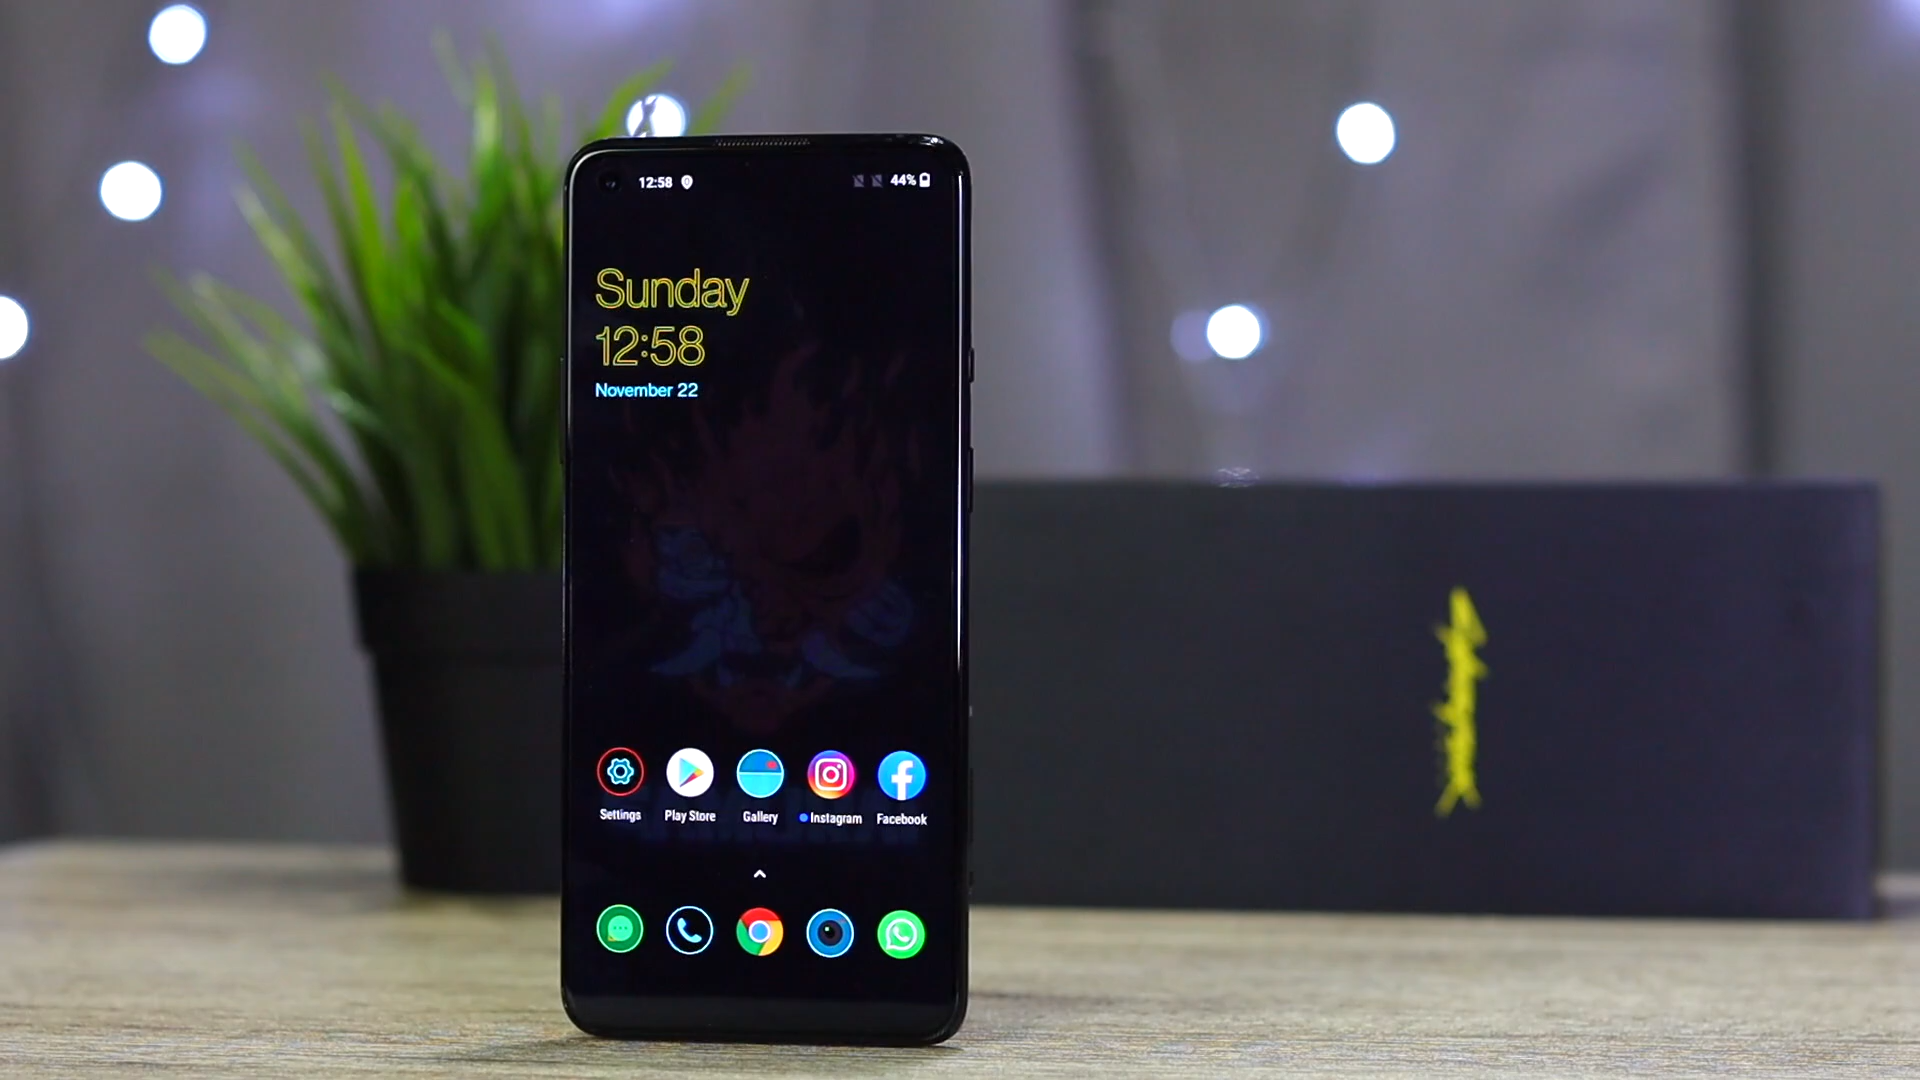 12:58
44%
Sunday
12:58
November 22
Settings
Play Store
Gallery
Instagram
Facebook